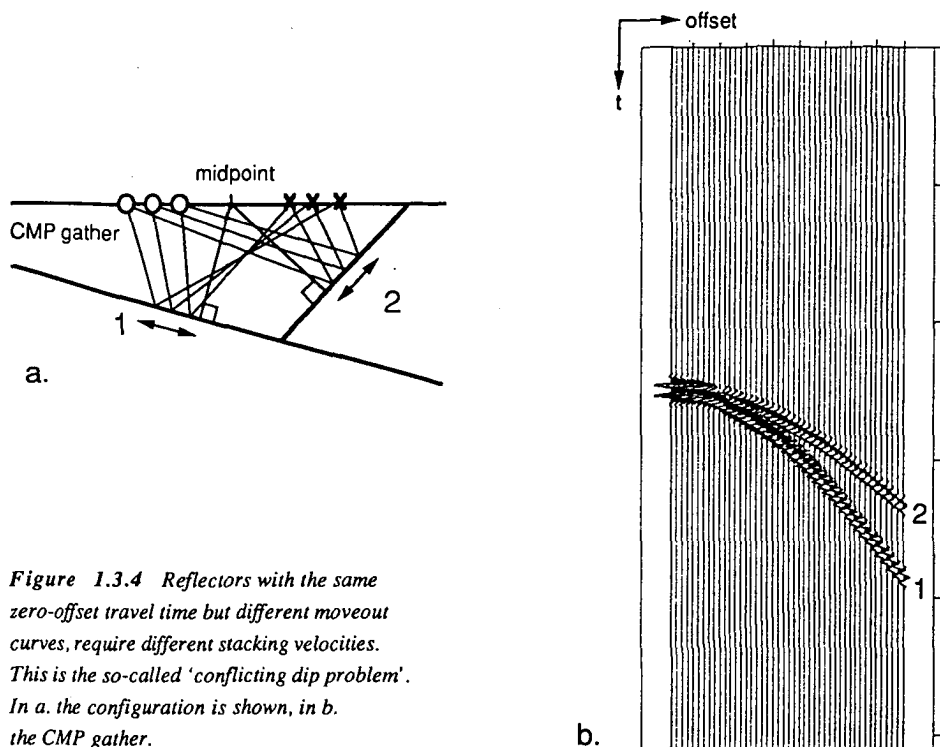 midpoint
CMP gather
1
2
a.
Figure 1.3.4 Reflectors with the same
zero-offset travel time but different moveout
curves, require different stacking velocities.
This is the so-called 'conflicting dip problem'.
In a. the configuration is shown, in b.
the CMP gather.
offset
t
2
1
b.